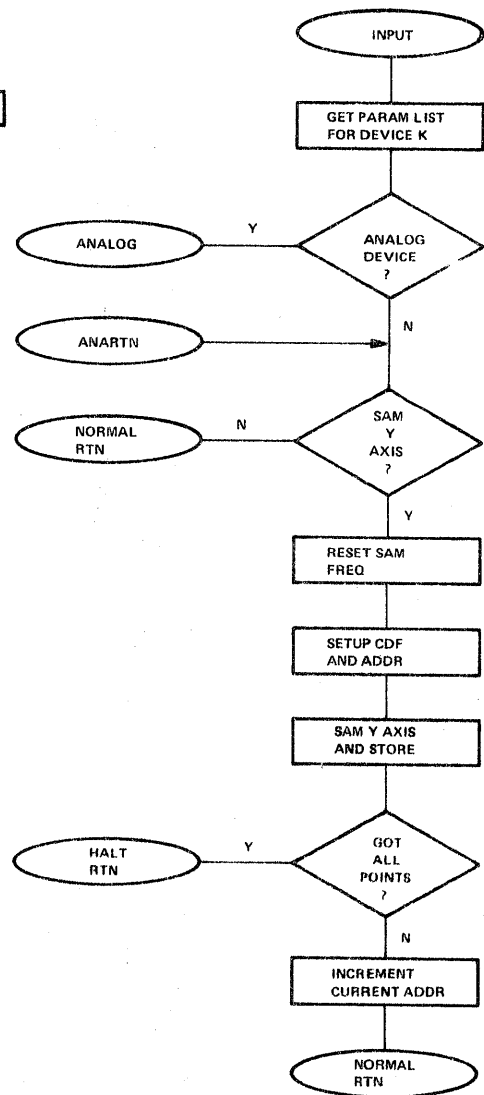 INPUT
GET PARAM LIST
FOR DEVICE K
ANALOG
Y
ANALOG
DEVICE
?
N
ANARTN
NORMAL
RTN
N
SAM
Y
AXIS
?
Y
RESET SAM
FREQ
SETUP CDF
AND ADDR
SAM Y AXIS
AND STORE
HALT
RTN
Y
GOT
ALL
POINTS
?
N
INCREMENT
CURRENT ADDR
NORMAL
RTN